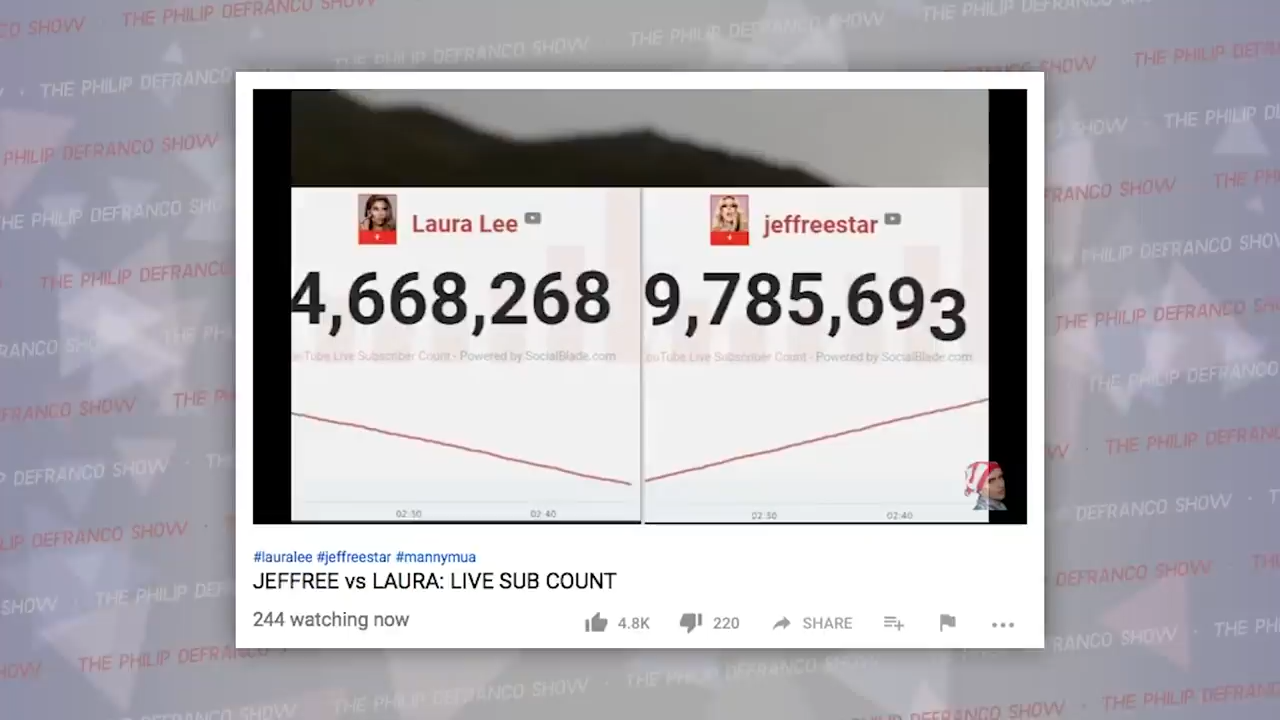 THE PHILIP DEFRANCO SHOW
Laura Lee
jeffreestar
4,668,268
9,785,693
uTube Live Subscriber Count - Powered by SocialBlade.com
ouTube Live Subscriber Count - Powered by SocialBlade.com
02:30
02:40
02:30
02:40
#lauralee #jeffreestar #mannymua
JEFFREE vs LAURA: LIVE SUB COUNT
244 watching now
4.8K
220
SHARE